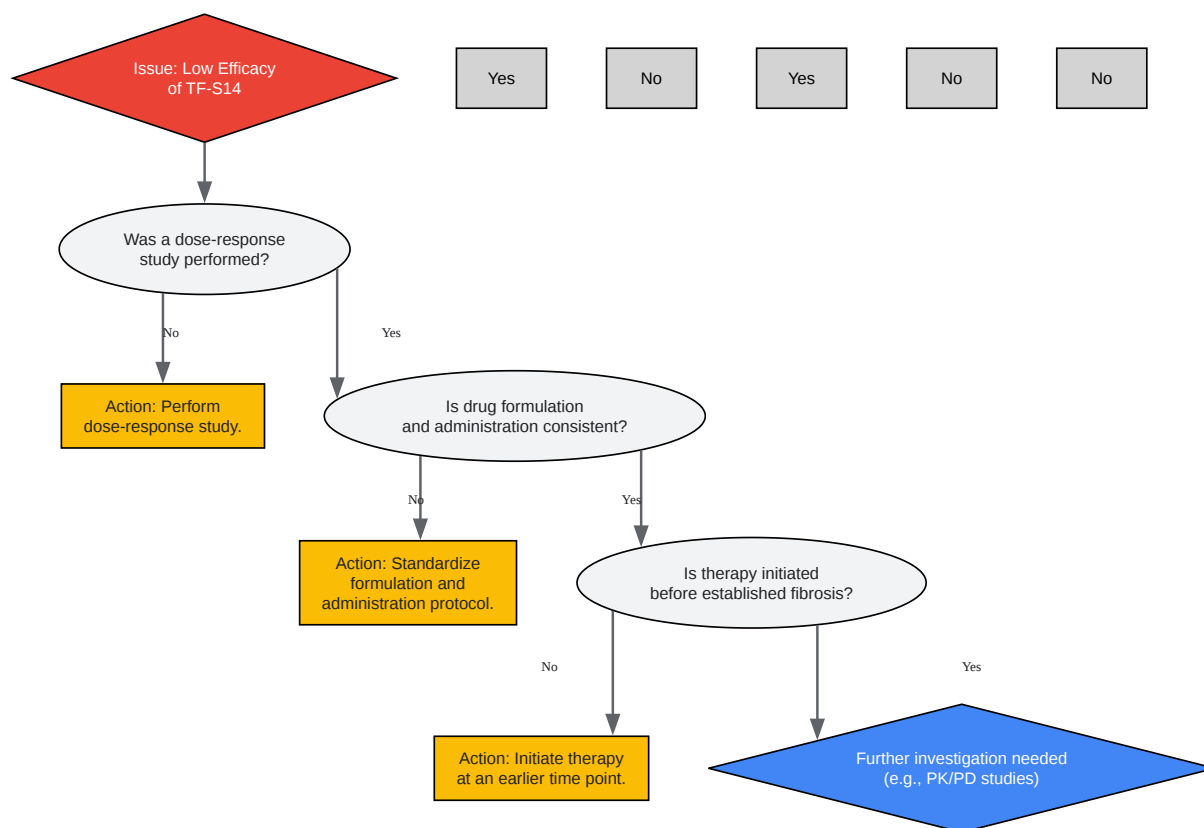 Issue: Low Efficacy
of TF-S14
Yes
No
Yes
No
No
Was a dose-response
study performed?
No
Yes
Action: Perform
dose-response study.
Is drug formulation
and administration consistent?
No
Yes
Action: Standardize
formulation and
administration protocol.
Is therapy initiated
before established fibrosis?
No
Yes
Action: Initiate therapy
at an earlier time point.
Further investigation needed
(e.g., PK/PD studies)